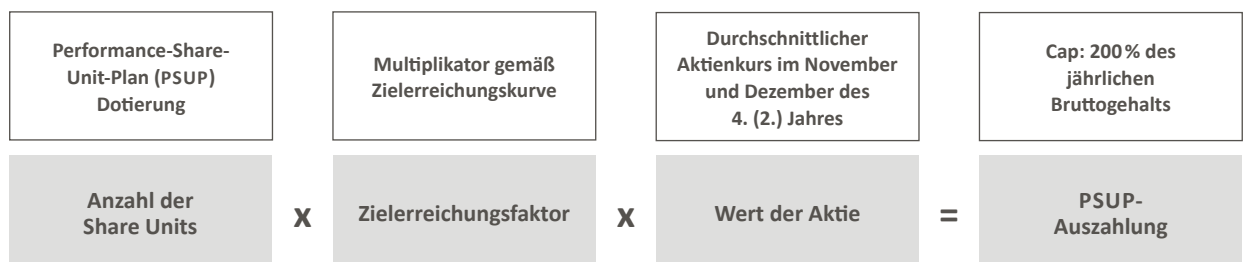 Performance-Share-
Unit-Plan (PSUP)
Dotierung
Multiplikator gemäß
Zielerreichungskurve
Durchschnittlicher
Aktienkurs im November
und Dezember des
4. (2.) Jahres
Cap: 200 % des
jährlichen
Bruttogehalts
Anzahl der
Share Units
x
Zielerreichungsfaktor
x
Wert der Aktie
=
PSUP-
Auszahlung